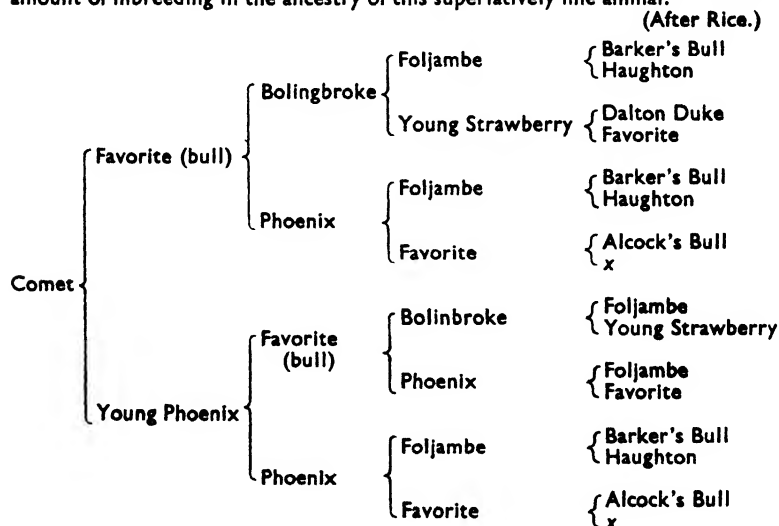 amount of inbreeding in the ancestry of this superlatively fine animal.
(After Rice.)
Foljambe
Barker's Bull
Haughton
Bolingbroke
Young Strawberry
Dalton Duke
Favorite
Favorite (bull)
Foljambe
Barker's Bull
Haughton
Phoenix
Favorite
Alcock's Bull
x
Comet
Bolinbroke
Foljambe
Young Strawberry
Favorite
(bull)
Phoenix
Foljambe
Favorite
Young Phoenix
Foljambe
Barker's Bull
Haughton
Phoenix
Favorite
Alcock's Bull
x